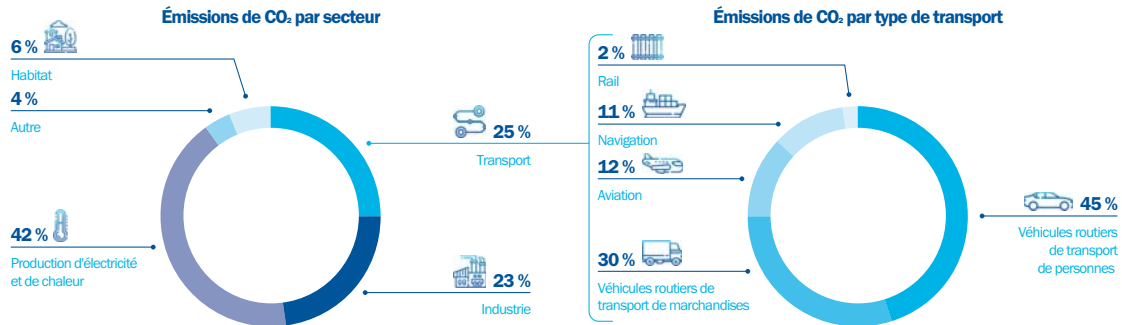 Émissions de CO₂ par secteur
6 %
Habitat
4 %
Autre
42 %
Production d'électricité
et de chaleur
25 %
Transport
23 %
Industrie
Émissions de CO₂ par type de transport
2 %
Rail
11 %
Navigation
12 %
Aviation
30 %
Véhicules routiers de
transport de marchandises
45 %
Véhicules routiers
de transport
de personnes